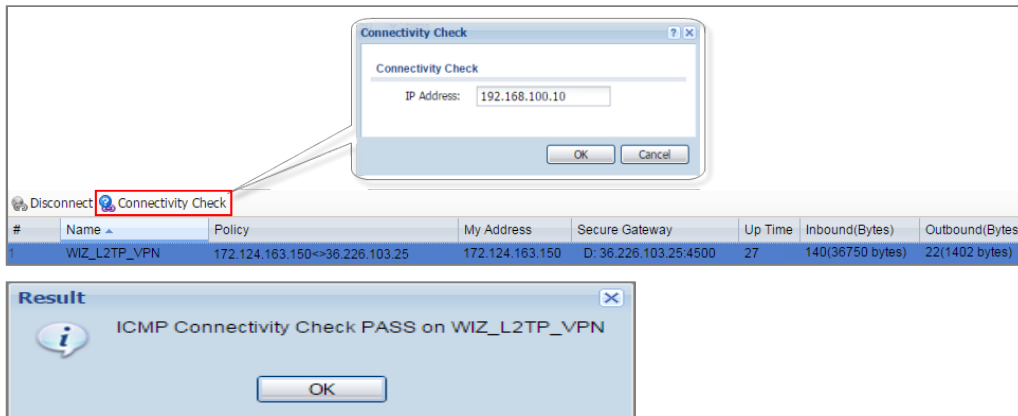 Connectivity Check
Connectivity Check
IP Address: 192.168.100.10
OK Cancel
Disconnect Connectivity Check
# Name Policy My Address Secure Gateway Up Time Inbound(Bytes) Outbound(Bytes
1 WIZ_L2TP_VPN 172.124.163.150<>36.226.103.25 172.124.163.150 D: 36.226.103.25:4500 27 140(36750 bytes) 22(1402 bytes)
Result
ICMP Connectivity Check PASS on WIZ_L2TP_VPN
OK